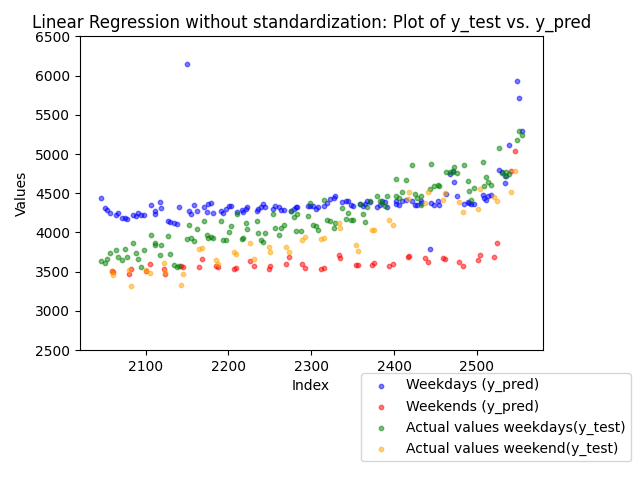 Linear Regression without standardization: Plot of y_test vs. y_pred
6500
6000
5500
5000
4500
4000
3500
3000
2500
Values
2100 2200 2300 2400 2500
Index
Weekdays (y_pred)
Weekends (y_pred)
Actual values weekdays(y_test)
Actual values weekend(y_test)